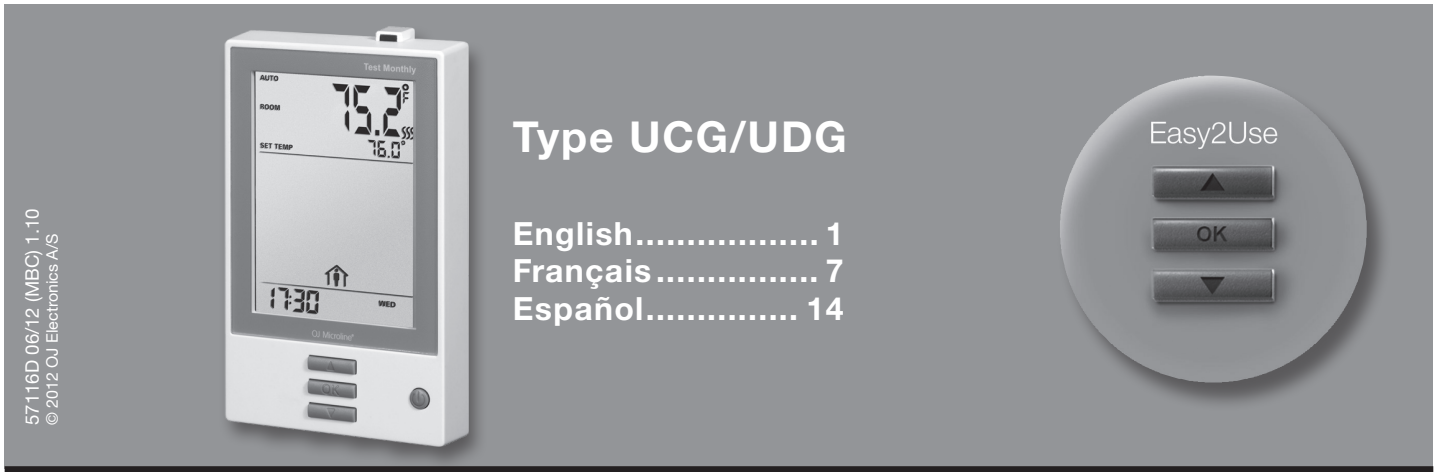 57116D 06/12 (MBC) 1.10
© 2012 OJ Electronics A/S
Test Monthly
AUTO
75.2°F
ROOM
SET TEMP 76.0°
17:30 WED
OJ Microline®
OK
Type UCG/UDG
English.................. 1
Français................ 7
Español............... 14
Easy2Use
OK